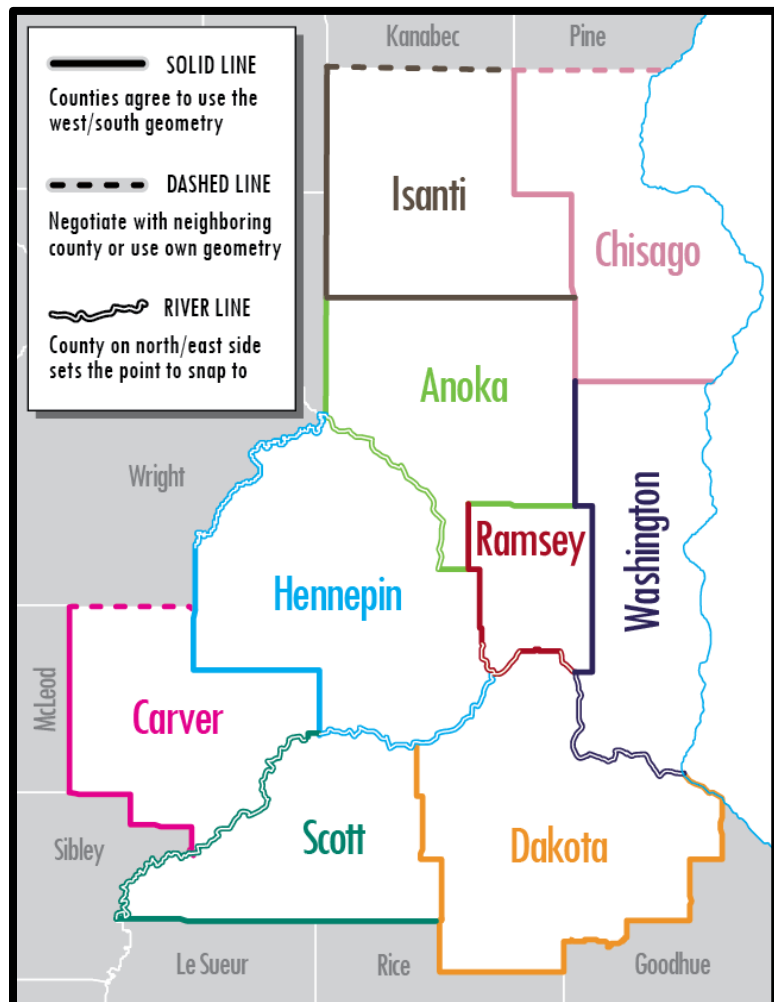 SOLID LINE
Counties agree to use the
west/south geometry
DASHED LINE
Negotiate with neighboring
county or use own geometry
RIVER LINE
County on north/east side
sets the point to snap to
Kanabec
Pine
Isanti
Chisago
Anoka
Wright
Ramsey
Washington
Hennepin
McLeod
Carver
Scott
Dakota
Sibley
Le Sueur
Rice
Goodhue